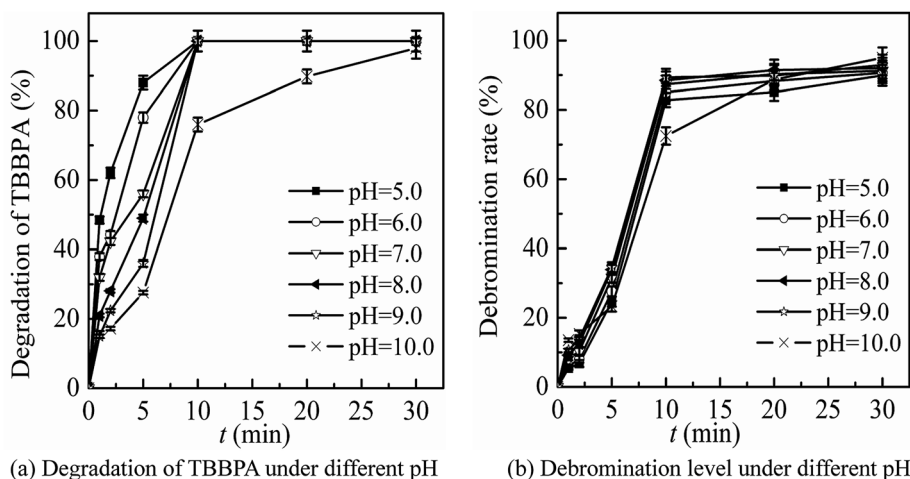 100
80
60
40
20
0
Degradation of TBBPA (%)
pH=5.0
pH=6.0
pH=7.0
pH=8.0
pH=9.0
pH=10.0
0 5 10 20 30
t (min)
(a) Degradation of TBBPA under different pH
100
80
60
40
20
0
Debromination rate (%)
pH=5.0
pH=6.0
pH=7.0
pH=8.0
pH=9.0
pH=10.0
0 5 10 15 20 25 30
t (min)
(b) Debromination level under different pH